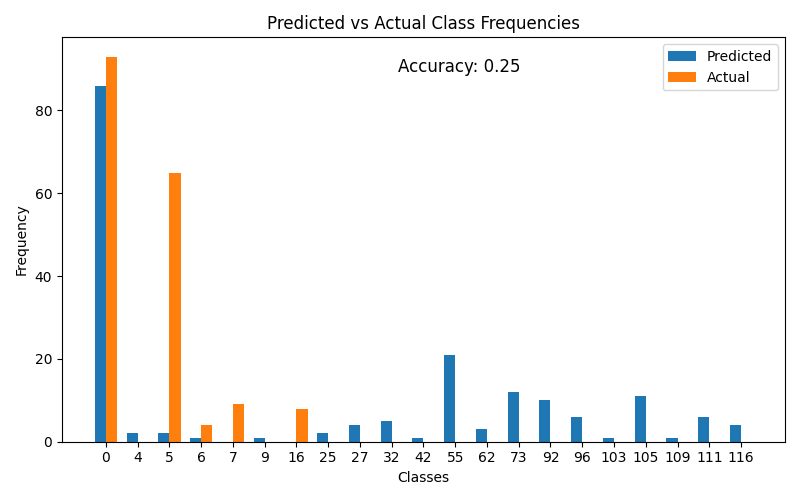 Predicted vs Actual Class Frequencies
Accuracy: 0.25
Predicted
Actual
Frequency
80
60
40
20
0
0 4 5 6 7 9 16 25 27 32 42 55 62 73 92 96 103 105 109 111 116
Classes